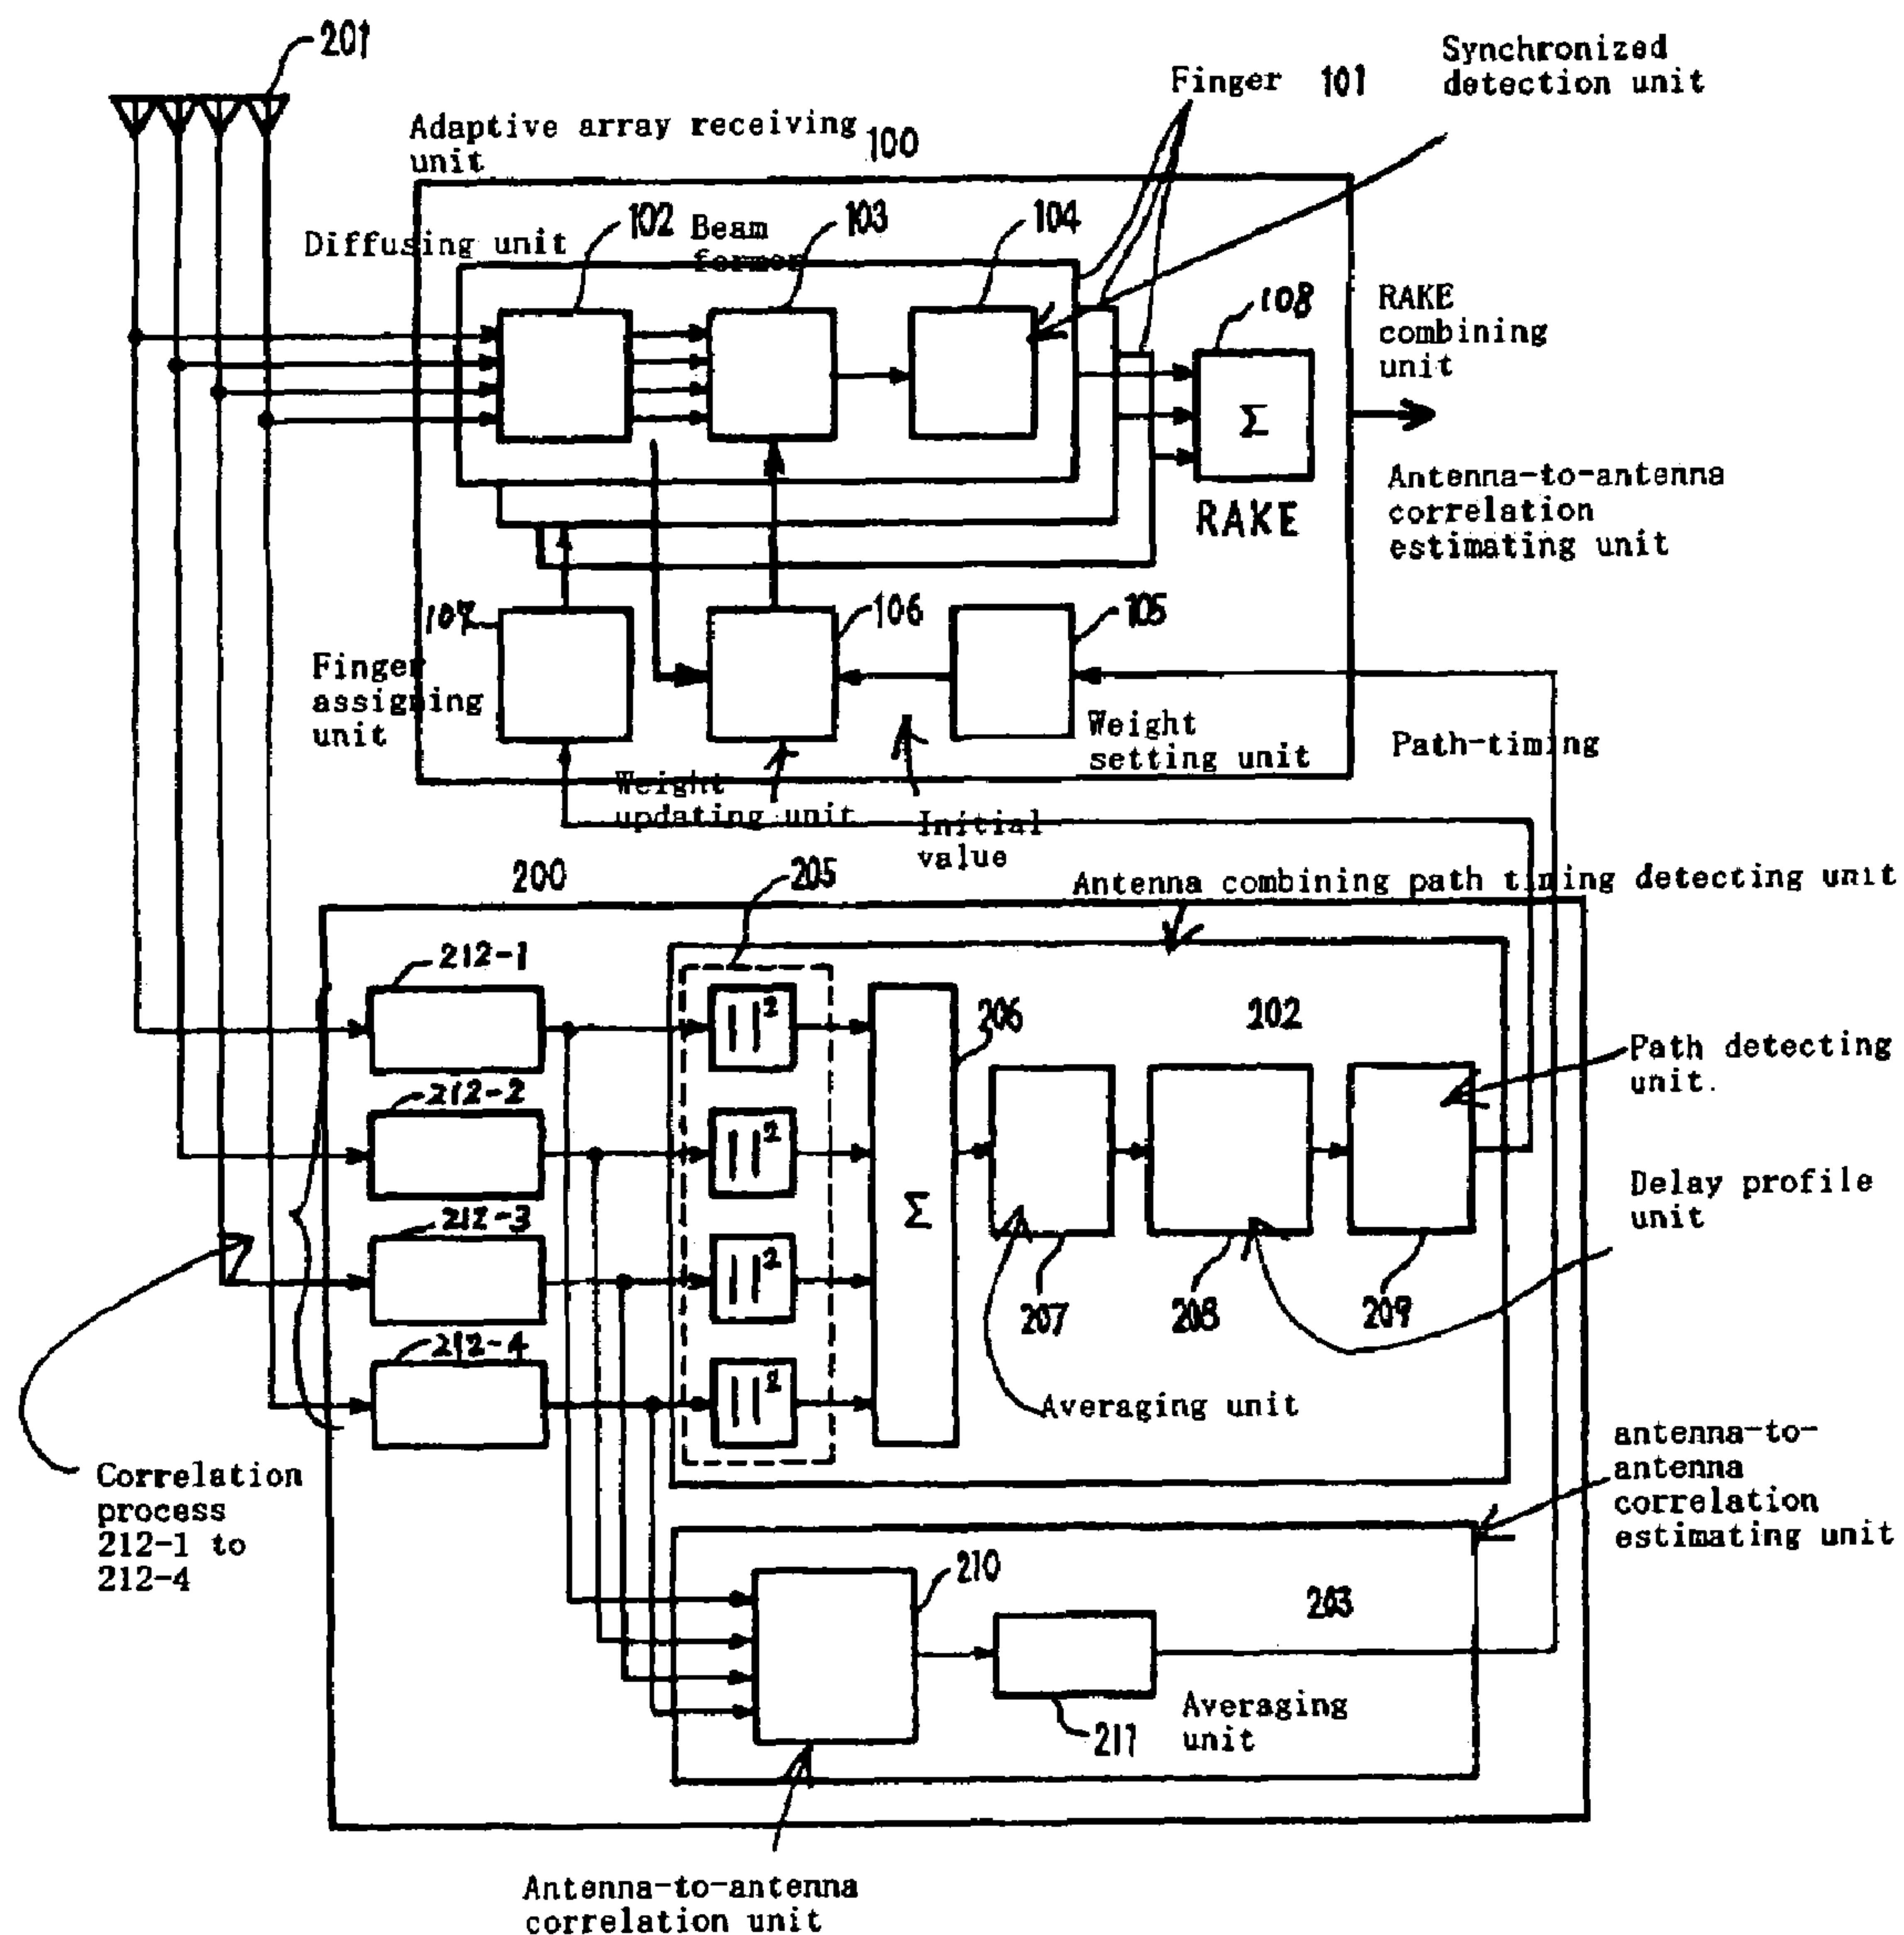 201
Synchronized
detection unit
Finger 101
Adaptive array receiving
unit
100
Diffusing unit
102
Beam
former
103
104
108
RAKE
combining
unit
Σ
RAKE
Antenna-to-antenna
correlation
estimating unit
107
106
105
Finger
assigning
unit
Weight
setting unit
Path-timing
Weight
updating unit
Initial
value
200
205
Antenna combining path timing detecting unit
212-1
||²
206
202
Path detecting
unit.
212-2
||²
Σ
Delay profile
unit
212-3
||²
207
208
209
212-4
||²
Averaging unit
Correlation
process
212-1 to
212-4
antenna-to-
antenna
correlation
estimating unit
210
203
211
Averaging
unit
Antenna-to-antenna
correlation unit